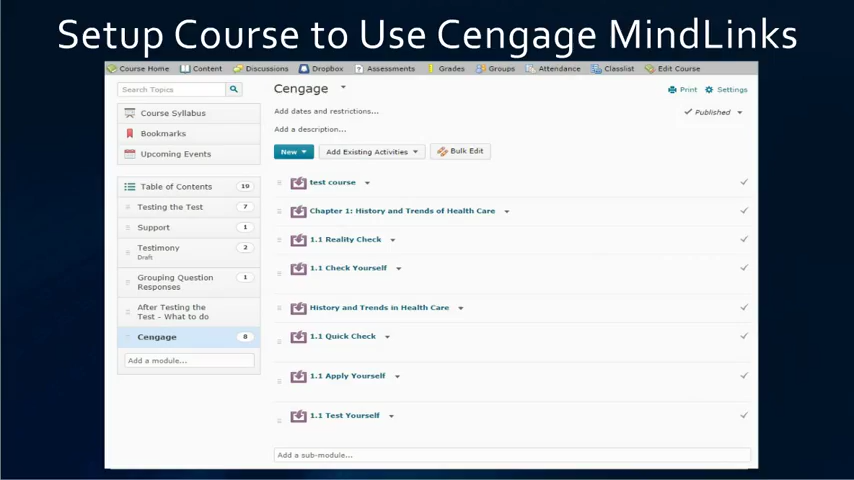 Setup Course to Use Cengage MindLinks
Course Home Content Discussions Dropbox Assessments Grades Groups Attendance Classlist Edit Course
Search Topics
Course Syllabus
Bookmarks
Upcoming Events
Table of Contents 19
Testing the Test 7
Support 1
Testimony 2
Draft
Grouping Question 1
Responses
After Testing the
Test - What to do
Cengage 8
Add a module...
Cengage
Print Settings
Add dates and restrictions...
Published
Add a description...
New Add Existing Activities Bulk Edit
test course
Chapter 1: History and Trends of Health Care
1.1 Reality Check
1.1 Check Yourself
History and Trends in Health Care
1.1 Quick Check
1.1 Apply Yourself
1.1 Test Yourself
Add a sub-module...